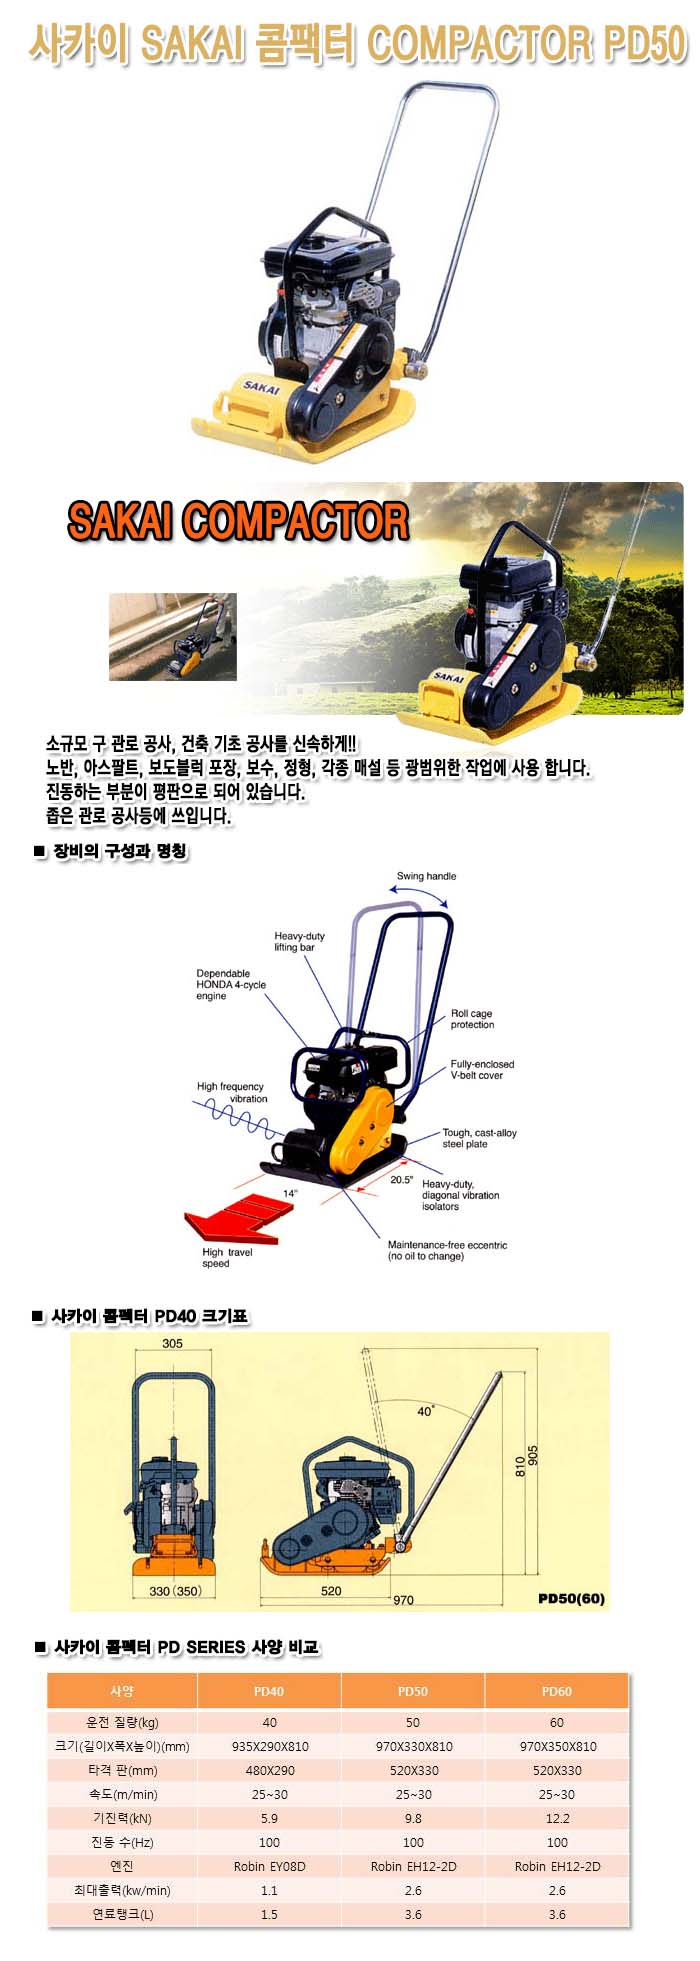 사카이 SAKAI 콤팩터 COMPACTOR PD50
SAKAI
SAKAI COMPACTOR
SAKAI
소규모 구 관로 공사, 건축 기초 공사를 신속하게!!
노반, 아스팔트, 보도블럭 포장, 보수, 정형, 각종 매설 등 광범위한 작업에 사용 합니다.
진동하는 부분이 평판으로 되어 있습니다.
좁은 관로 공사등에 쓰입니다.
■ 장비의 구성과 명칭
Swing handle
Heavy-duty
lifting bar
Dependable
HONDA 4-cycle
engine
Roll cage
protection
Fully-enclosed
V-belt cover
High frequency
vibration
Tough, cast-alloy
steel plate
20.5"
14"
Heavy-duty,
diagonal vibration
isolators
High travel
speed
Maintenance-free eccentric
(no oil to change)
■ 사카이 콤팩터 PD40 크기표
305
40°
810
905
330 (350)
520
970
PD50(60)
■ 사카이 콤팩터 PD SERIES 사양 비교
사양 PD40 PD50 PD60
운전 질량(kg) 40 50 60
크기(길이X폭X높이)(mm) 935X290X810 970X330X810 970X350X810
타격 판(mm) 480X290 520X330 520X330
속도(m/min) 25~30 25~30 25~30
기진력(kN) 5.9 9.8 12.2
진동 수(Hz) 100 100 100
엔진 Robin EY08D Robin EH12-2D Robin EH12-2D
최대출력(kw/min) 1.1 2.6 2.6
연료탱크(L) 1.5 3.6 3.6